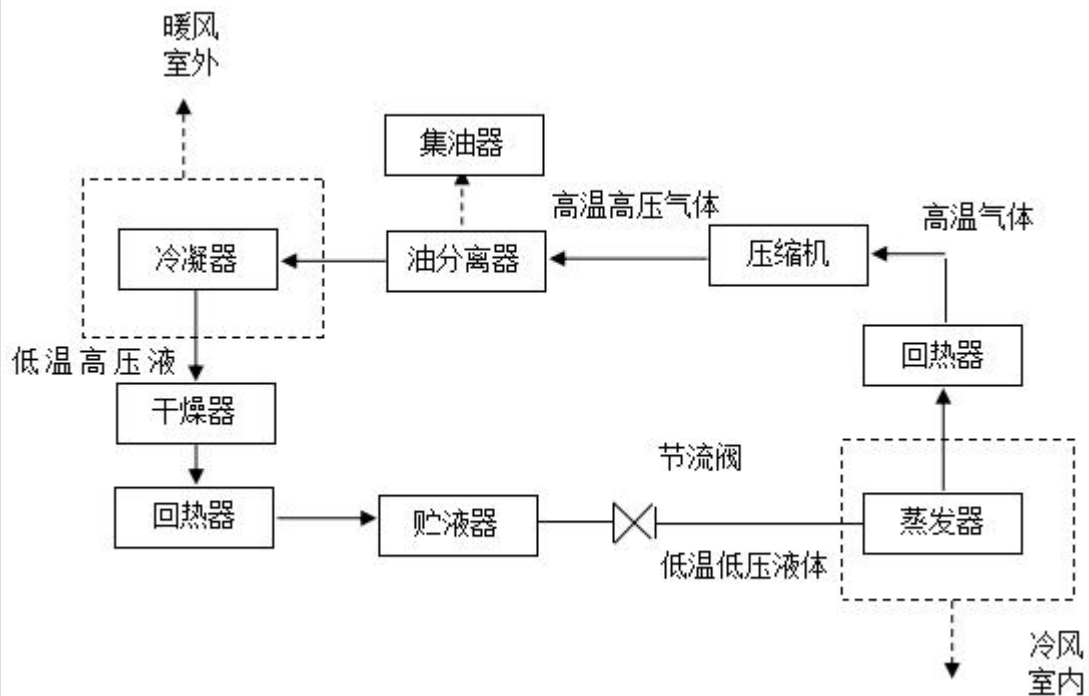 暖风
室外
集油器
高温高压气体
高温气体
冷凝器
油分离器
压缩机
回热器
低温高压液
干燥器
节流阀
回热器
贮液器
蒸发器
低温低压液体
冷风
室内